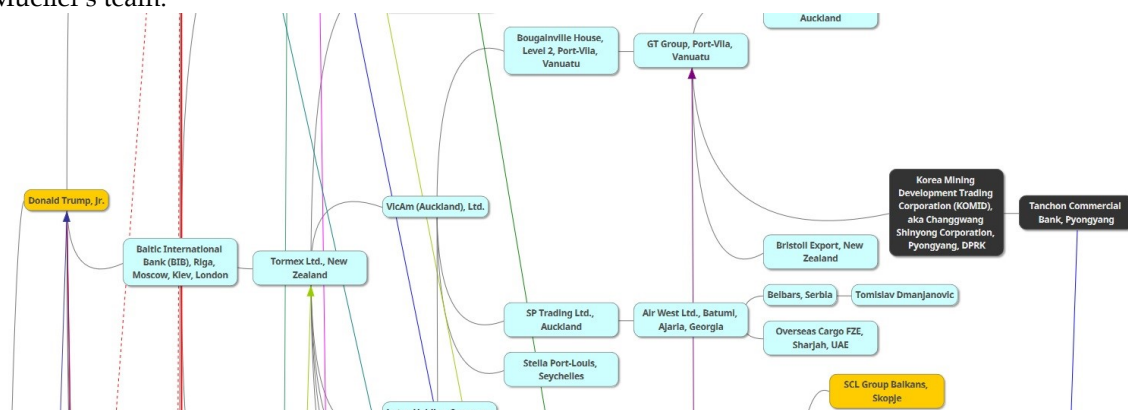 Mueller's team.
Auckland
Bougainville House,
Level 2, Port-Vila,
Vanuatu
GT Group, Port-Vila,
Vanuatu
Donald Trump, Jr.
VicAm (Auckland), Ltd.
Korea Mining
Development Trading
Corporation (KOMID),
aka Changgwang
Shinyong Corporation,
Pyongyang, DPRK
Tanchon Commercial
Bank, Pyongyang
Baltic International
Bank (BIB), Riga,
Moscow, Kiev, London
Tormex Ltd., New
Zealand
Bristoll Export, New
Zealand
Belbars, Serbia
Tomislav Dmanjanovic
SP Trading Ltd.,
Auckland
Air West Ltd., Batumi,
Ajaria, Georgia
Overseas Cargo FZE,
Sharjah, UAE
Stella Port-Louis,
Seychelles
SCL Group Balkans,
Skopje